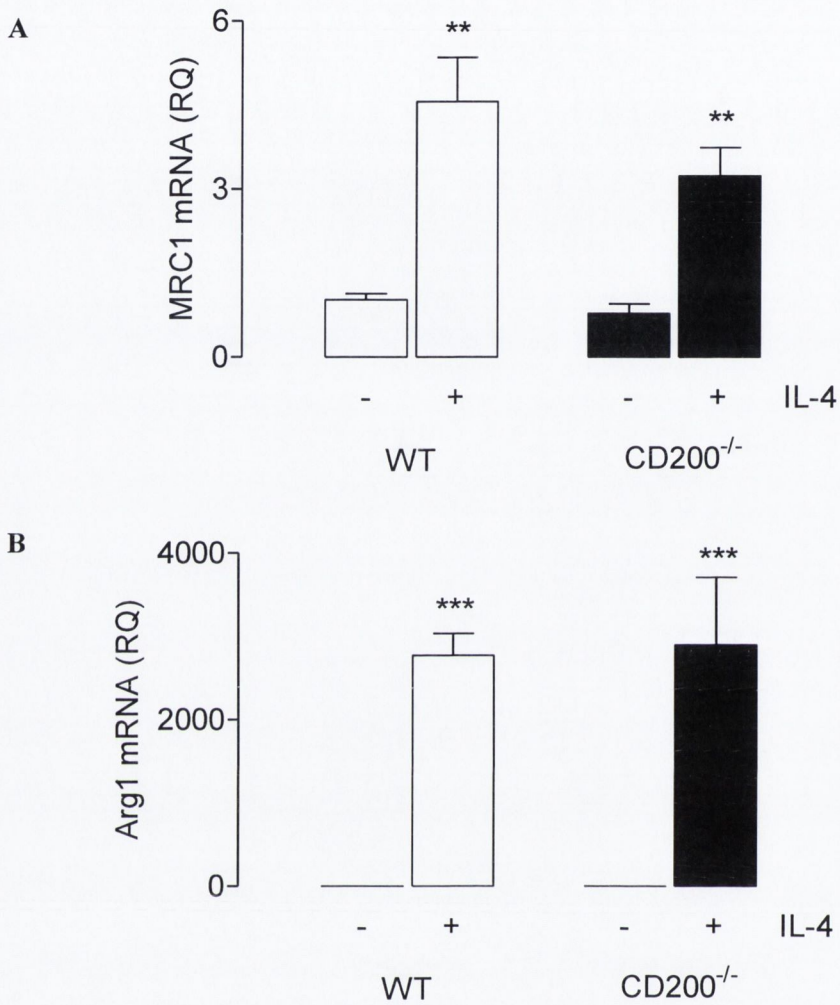 A
MRC1 mRNA (RQ)
6
3
0
**
**
- + - + IL-4
WT CD200-/-
B
Arg1 mRNA (RQ)
4000
2000
0
***
***
- + - + IL-4
WT CD200-/-